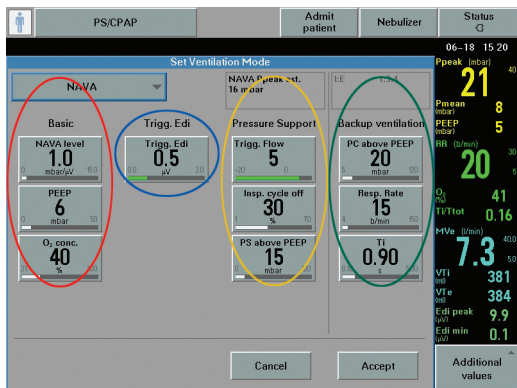 PS/CPAP
Admit
patient
Nebulizer
Status
06-18 15 20
Set Ventilation Mode
NAVA
NAVA Ppeak est.
16 mbar
I:E
Basic
Trigg. Edi
Pressure Support
Backup ventilation
NAVA level
1.0
0.0 mbar/µV 15.0
PEEP
6
mbar 50
O₂ conc.
40
21 %
Trigg. Edi
0.5
0.0 µV 2.0
Trigg. Flow
5
-20 0
Insp. cycle off
30
1 % 70
PS above PEEP
15
0 mbar
PC above PEEP
20
5 mbar 120
Resp. Rate
15
4 b/min 150
Ti
0.90
s
Cancel
Accept
Ppeak (mbar)
21
40
Pmean
(mbar)
8
PEEP
(mbar)
5
RR (b/min)
20
30
5
O₂
(%)
41
Ti/Ttot
0.16
MVe (l/min)
7.3
40.0
5.0
VTi
(ml)
381
VTe
(ml)
384
Edi peak
(µV)
9.9
Edi min
(µV)
0.1
Additional
values